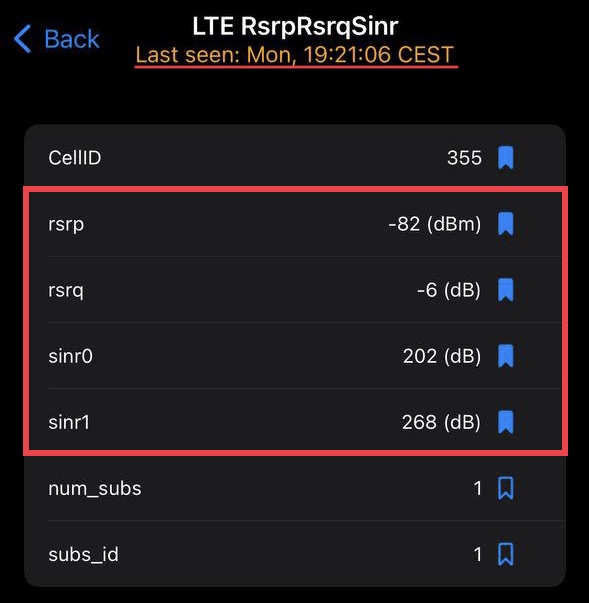 Back
LTE RsrpRsrqSinr
Last seen: Mon, 19:21:06 CEST
CellID 355
rsrp -82 (dBm)
rsrq -6 (dB)
sinr0 202 (dB)
sinr1 268 (dB)
num_subs 1
subs_id 1